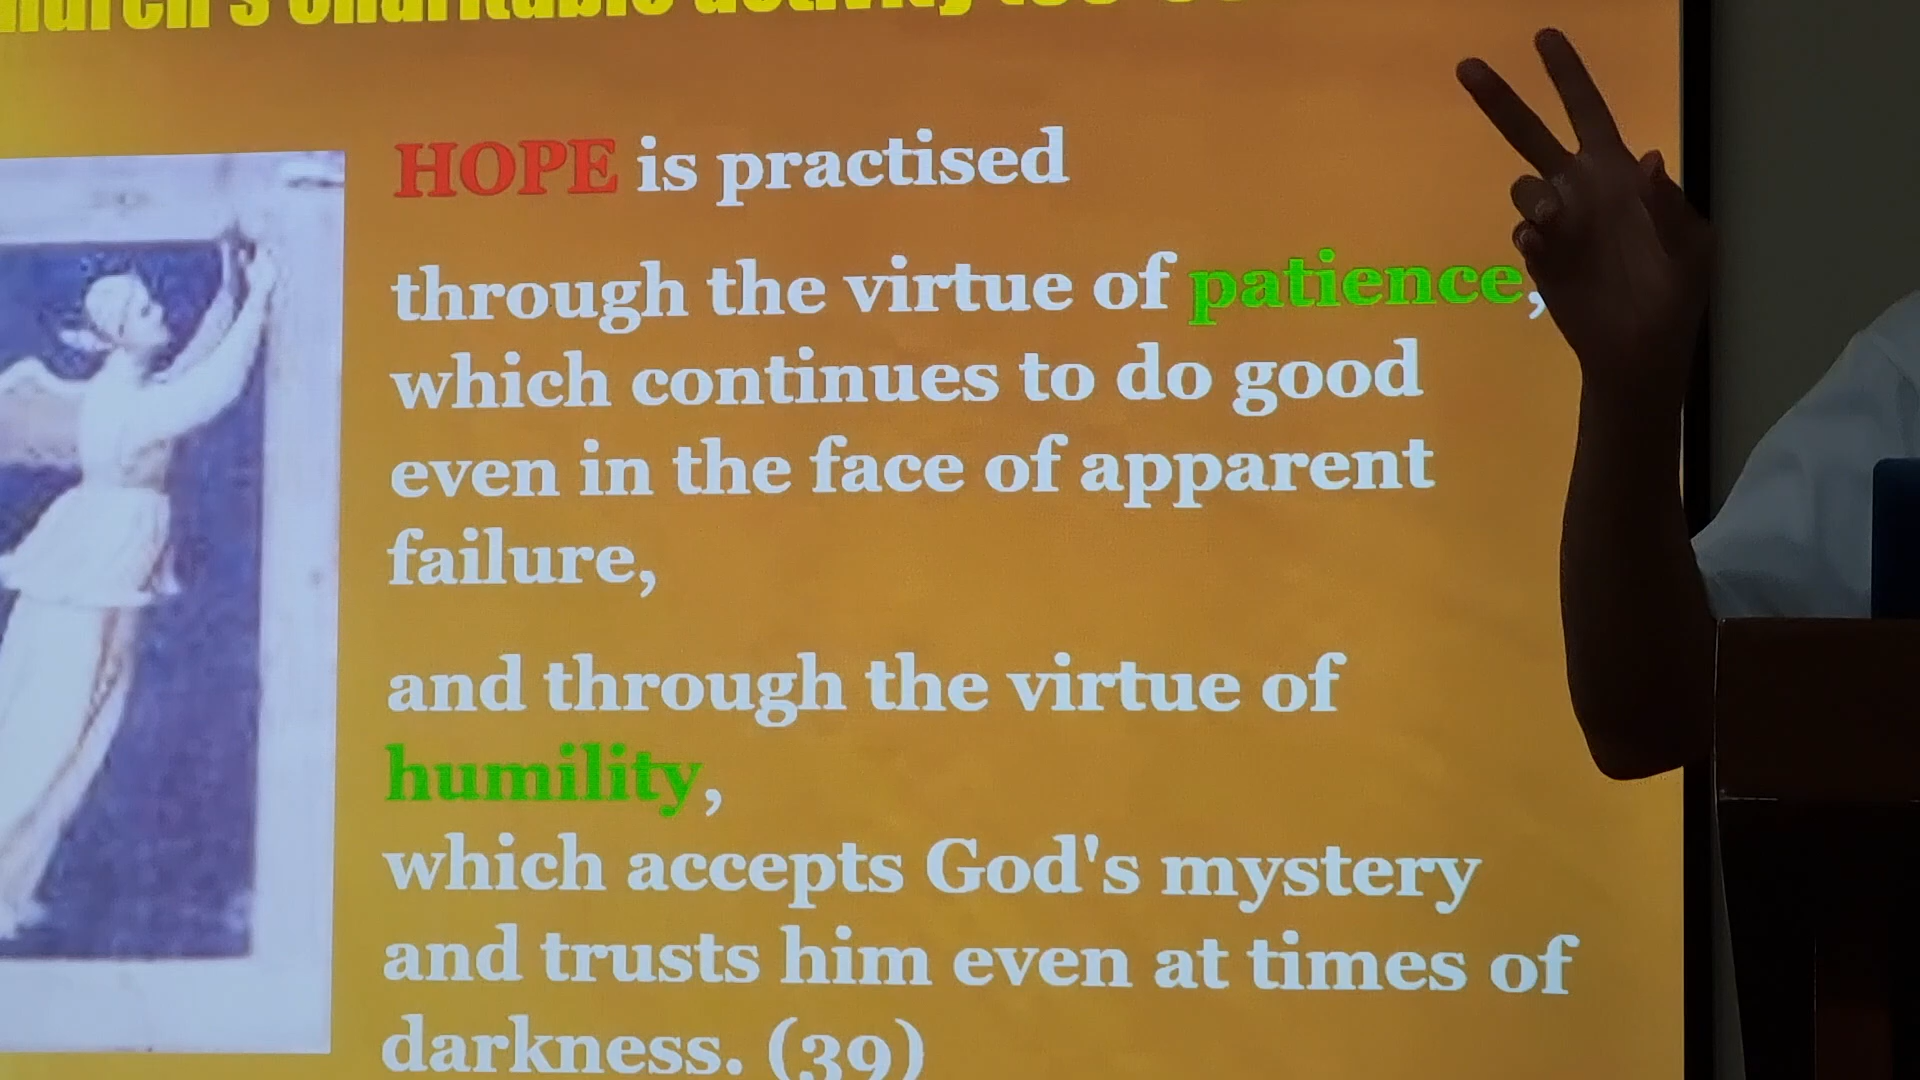 charitable activity
HOPE is practised
through the virtue of patience,
which continues to do good
even in the face of apparent
failure,
and through the virtue of
humility,
which accepts God's mystery
and trusts him even at times of
darkness. (39)